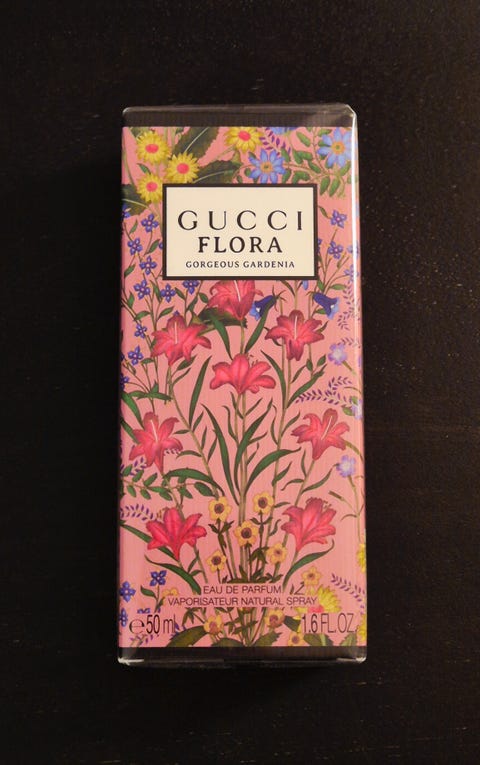 GUCCI
FLORA
GORGEOUS GARDENIA
EAU DE PARFUM
VAPORISATEUR NATURAL SPRAY
℮50 ml 1.6 FL.OZ